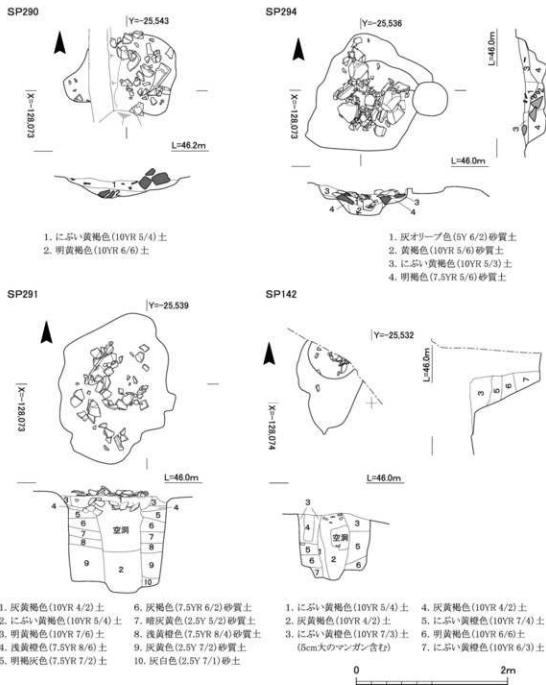 SP290
Y=-25,543
X=-128,073
L=46.2m
1
2
1. にぶい黄褐色(10YR 5/4)土
2. 明黄褐色(10YR 6/6)土
SP294
Y=-25,536
X=-128,073
L=46.0m
L=46.0m
1. 灰オリーブ色(5Y 6/2)砂質土
2. 黄褐色(10YR 5/6)砂質土
3. にぶい黄褐色(10YR 5/3)土
4. 明褐色(7.5YR 5/6)砂質土
SP291
Y=-25,539
X=-128,073
L=46.0m
空洞
1. 灰黄褐色(10YR 4/2)土
2. にぶい黄褐色(10YR 5/4)土
3. 明黄褐色(10YR 7/6)土
4. 浅黄橙色(7.5YR 8/6)土
5. 明褐灰色(7.5YR 7/2)土
6. 灰褐色(7.5YR 6/2)砂質土
7. 暗灰黄色(2.5Y 5/2)砂質土
8. 浅黄橙色(7.5YR 8/4)砂質土
9. 灰黄色(2.5Y 7/2)砂質土
10. 灰白色(2.5Y 7/1)砂土
SP142
Y=-25,532
X=-128,074
L=46.0m
L=46.0m
空洞
1. にぶい黄褐色(10YR 5/4)土
2. 灰黄褐色(10YR 4/2)土
3. にぶい黄橙色(10YR 7/3)土
(5cm大のマンガン含む)
4. 灰黄褐色(10YR 4/2)土
5. にぶい黄橙色(10YR 7/4)土
6. 明黄褐色(10YR 6/6)土
7. にぶい黄橙色(10YR 6/3)土
0 2m